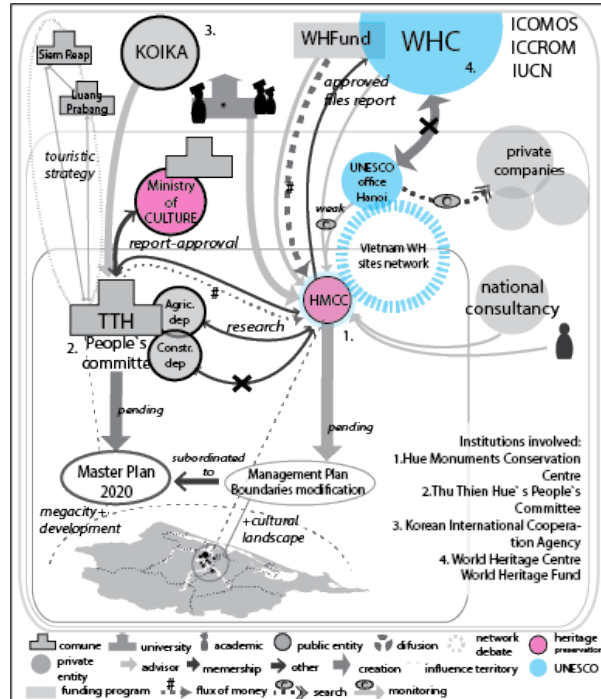 3.
KOIKA
Siem Reap
Luang
Prabang
touristic
strategy
*
WHFund
WHC
4.
ICOMOS
ICCROM
IUCN
approved
files report
private
companies
UNESCO
office
Hanoi
Ministry
of
CULTURE
#
weak
report-approval
Vietnam WH
sites network
#
HMCC
1.
national
consultancy
TTH
2. People`s
committe
Agric.
dep
Constr.
dep
research
pending
pending
Master Plan
2020
subordinated
to
Management Plan
Boundaries modification
megacity+
development
+cultural
landscape
Institutions involved:
1.Hue Monuments Conservation
Centre
2.Thu Thien Hue` s People`s
Committee
3. Korean International Coopera-
tion Agency
4. World Heritage Centre
World Heritage Fund
comune
university
academic
public entity
difusion
network
debate
heritage
preservation
private
entity
advisor
memership
other
creation
influence territory
UNESCO
funding program
#
flux of money
search
monitoring